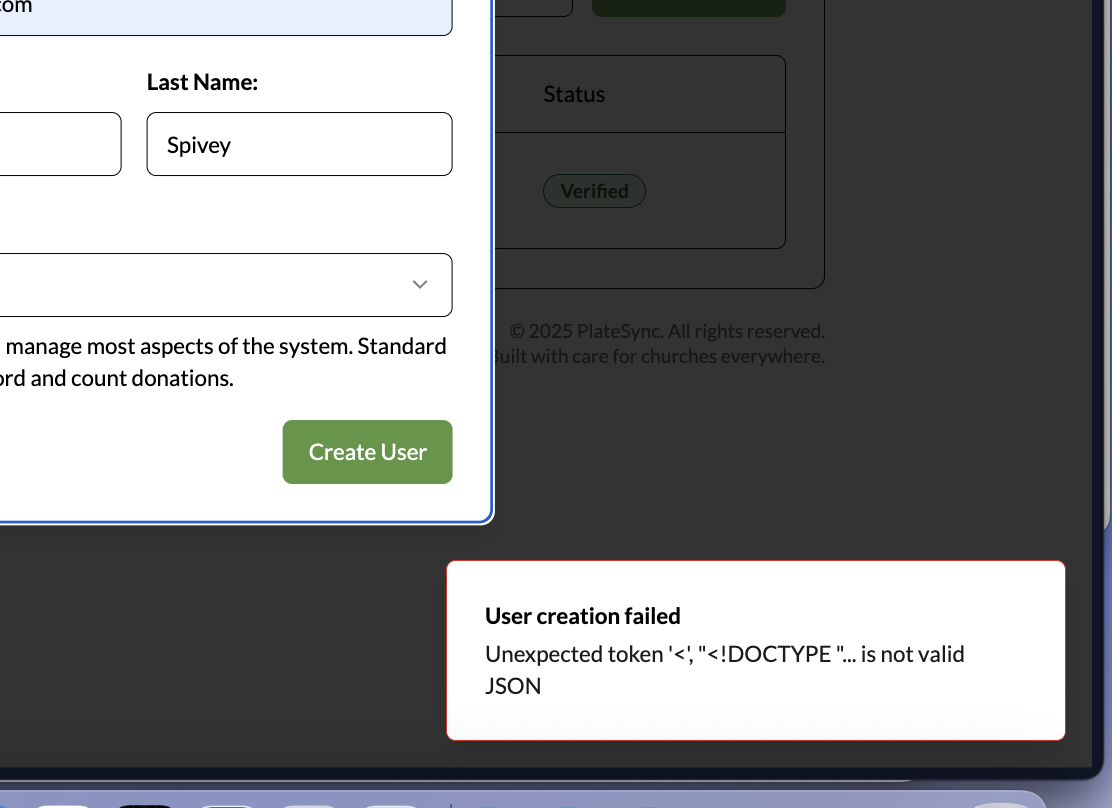 com
Last Name:
Status
Spivey
Verified
© 2025 PlateSync. All rights reserved.
Built with care for churches everywhere.
manage most aspects of the system. Standard
ord and count donations.
Create User
User creation failed
Unexpected token '<', "<!DOCTYPE "... is not valid
JSON